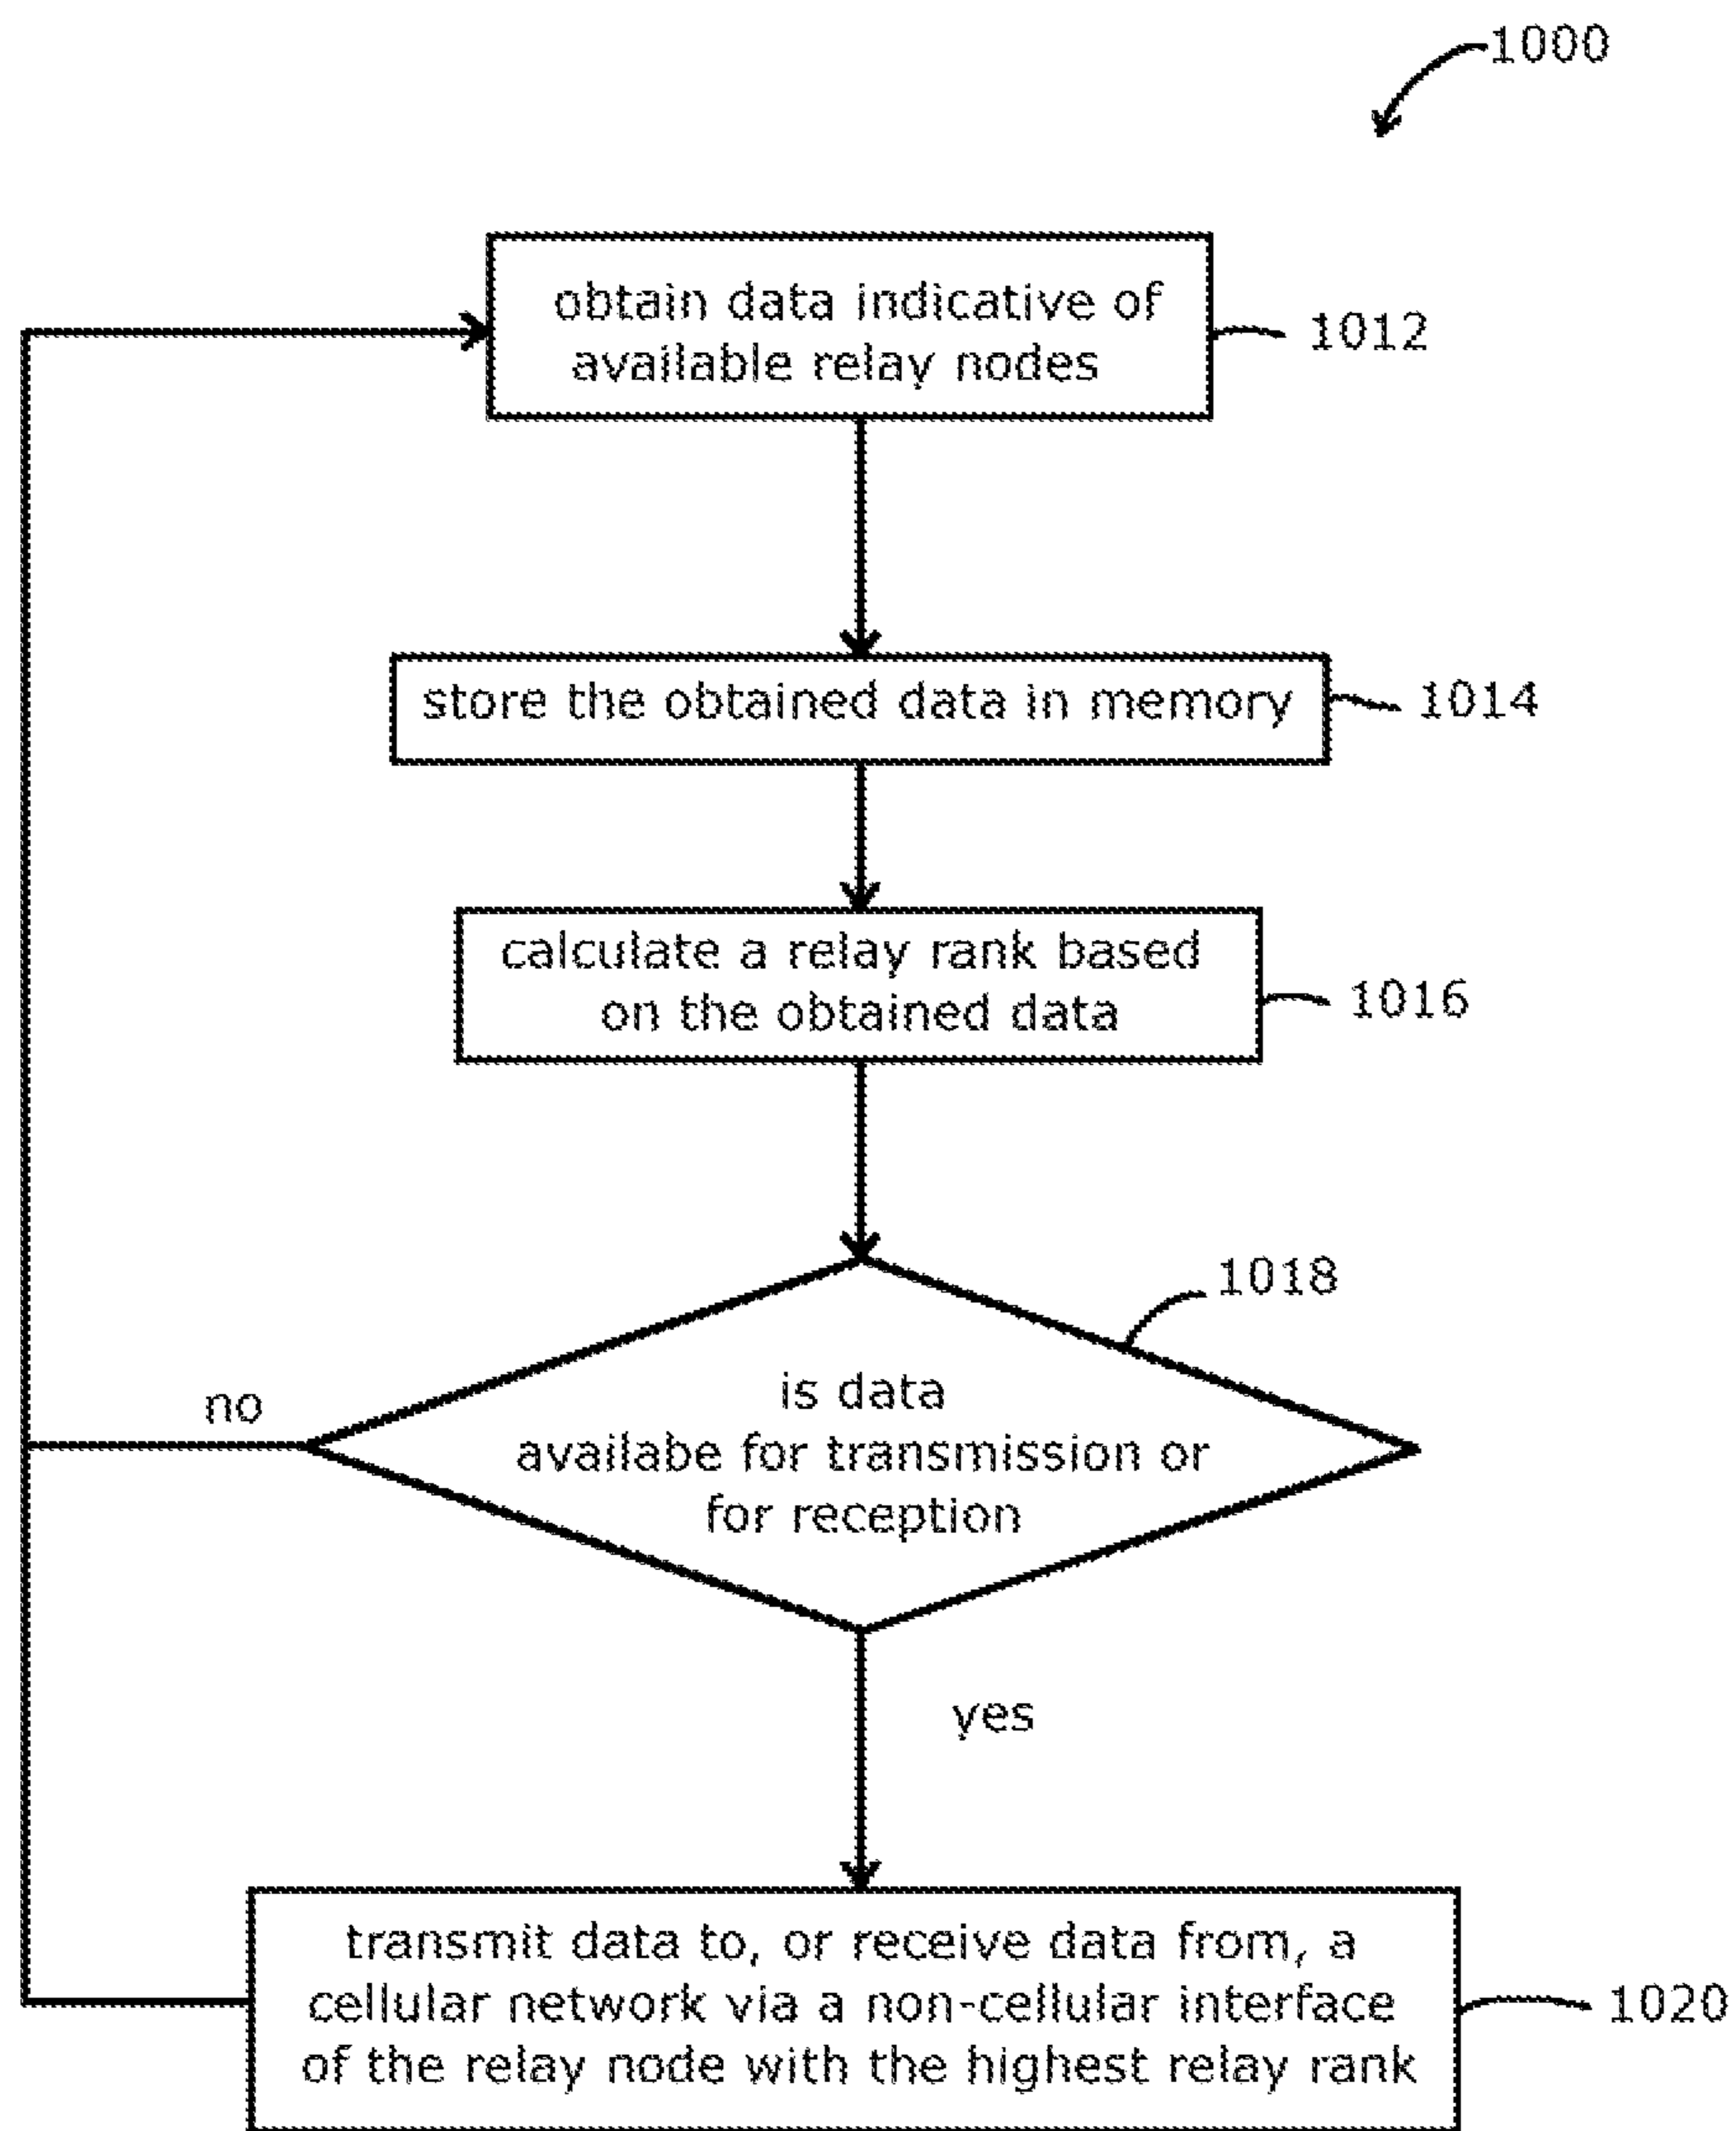 1000
obtain data indicative of
available relay nodes
1012
store the obtained data in memory
1014
calculate a relay rank based
on the obtained data
1016
1018
is data
availabe for transmission or
for reception
no
yes
transmit data to, or receive data from, a
cellular network via a non-cellular interface
of the relay node with the highest relay rank
1020